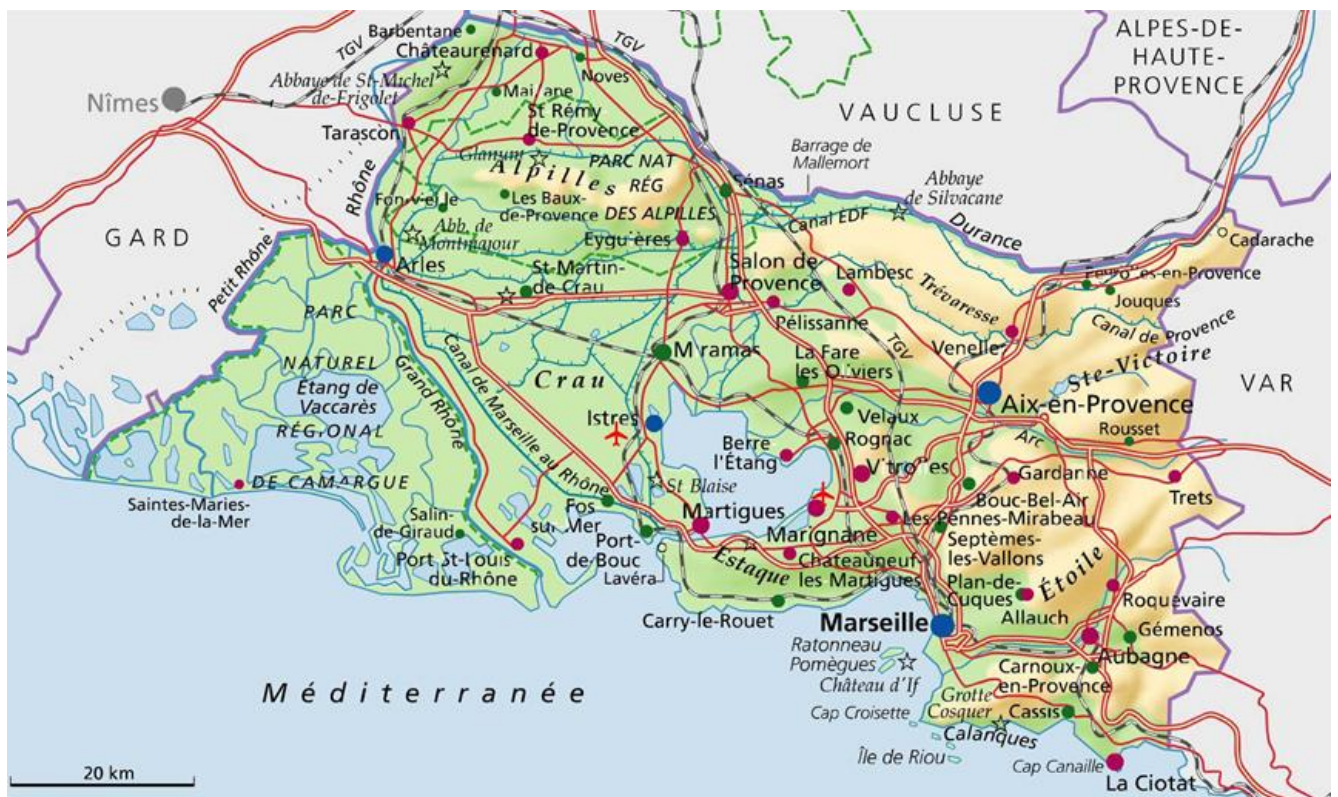 Barbentane
TGV
Châteaurenard
TGV
ALPES-DE-
HAUTE-
PROVENCE
Abbaye de St-Michel
de-Frigolet
Noves
Nîmes
VAUCLUSE
Tarascon
St Rémy
de-Provence
Barrage de
Mallemort
Glanum
PARC NAT
RÉG
DES ALPILLES
Alpilles
Sénas
Abbaye
de Silvacane
Rhône
Les Baux-
de-Provence
Canal EDF
Durance
GARD
Abb. de
Montmajour
Cadarache
Petit Rhône
Arles
St-Martin-
de-Crau
Salon de
Provence
Lambesc
Trévaresse
Jouques
PARC
NATUREL
RÉGIONAL
DE CAMARGUE
Pélissanne
Canal de Provence
Étang de
Vaccarès
Grand Rhône
Canal de Marseille au Rhône
Crau
La Fare
TGV
Ste-Victoire
VAR
Istres
Velaux
Aix-en-Provence
Berre
l'Étang
Rognac
Arc
Rousset
St Blaise
Gardanne
Trets
Saintes-Maries-
de-la-Mer
Salin-
de-Giraud
Fos
sur Mer
Martigues
Bouc-Bel-Air
Les-Pennes-Mirabeau
Port-
de-Bouc
Marignane
Septèmes-
les-Vallons
Port St-Louis
du-Rhône
Lavéra
Estaque
Chateauneuf-
les Martigues
Étoile
Plan-de-
Cuques
Allauch
Roquevaire
Carry-le-Rouet
Marseille
Gémenos
Ratonneau
Pomègues
Château d'If
Aubagne
Carnoux-
en-Provence
Méditerranée
Cap Croisette
Grotte
Cosquer
Cassis
Calanques
Île de Riou
Cap Canaille
La Ciotat
20 km